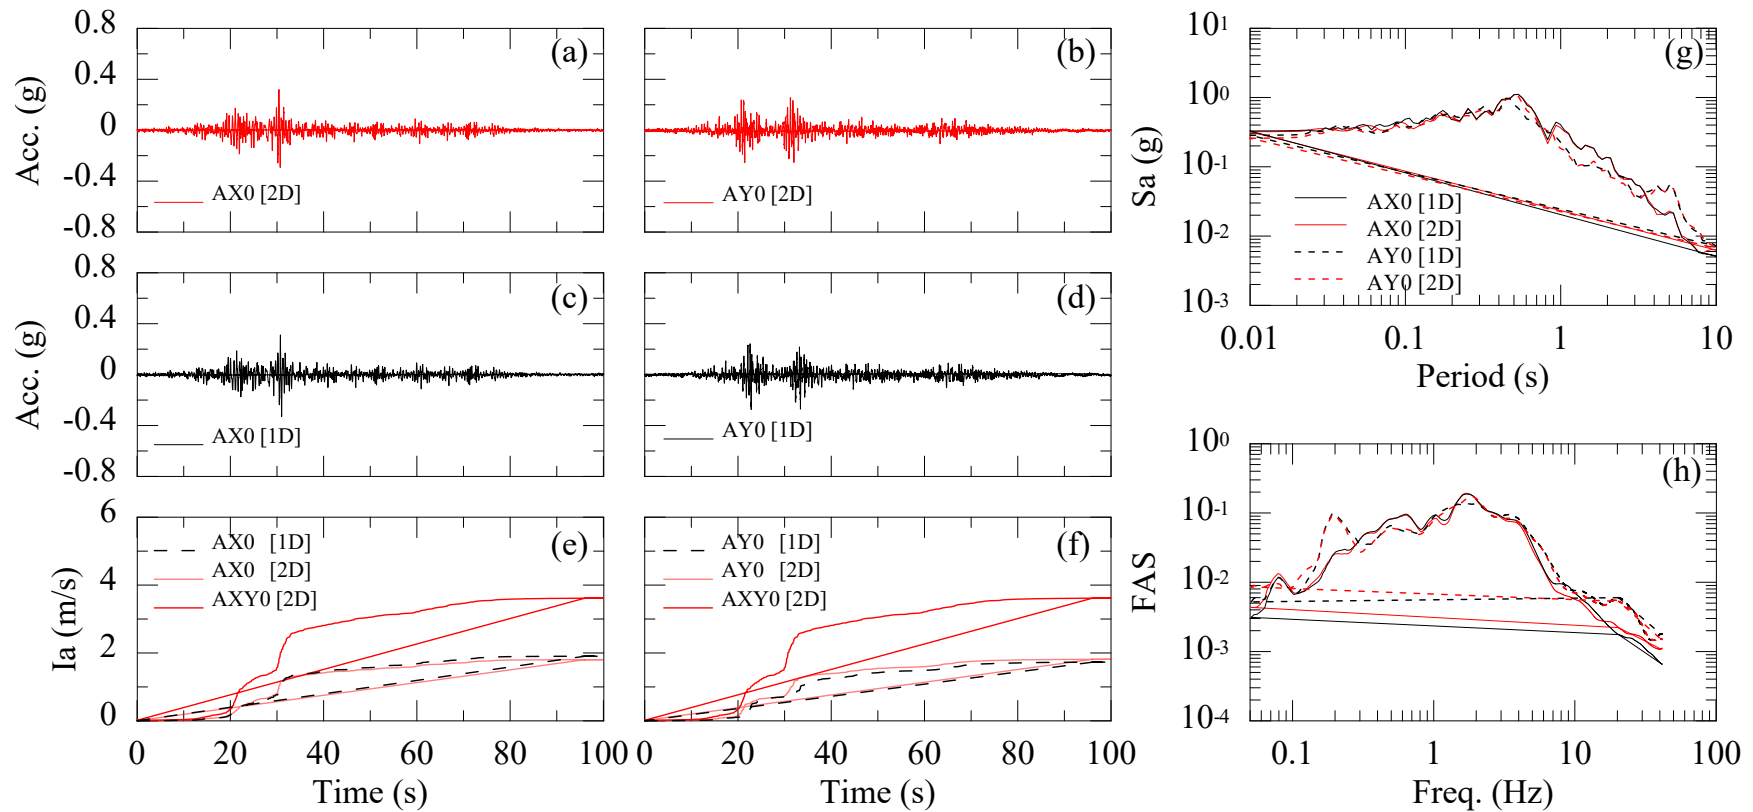 0.8
0.4
0
-0.4
-0.8
Acc. (g)
(a)
AX0 [2D]
(b)
AY0 [2D]
0.8
0.4
0
-0.4
-0.8
Acc. (g)
(c)
AX0 [1D]
(d)
AY0 [1D]
6
4
2
0
Ia (m/s)
(e)
AX0 [1D]
AX0 [2D]
AXY0 [2D]
0 20 40 60 80 100
Time (s)
(f)
AY0 [1D]
AY0 [2D]
AXY0 [2D]
0 20 40 60 80 100
Time (s)
10¹
10⁰
10⁻¹
10⁻²
10⁻³
Sa (g)
(g)
AX0 [1D]
AX0 [2D]
AY0 [1D]
AY0 [2D]
0.01 0.1 1 10
Period (s)
10⁰
10⁻¹
10⁻²
10⁻³
10⁻⁴
FAS
(h)
0.1 1 10 100
Freq. (Hz)